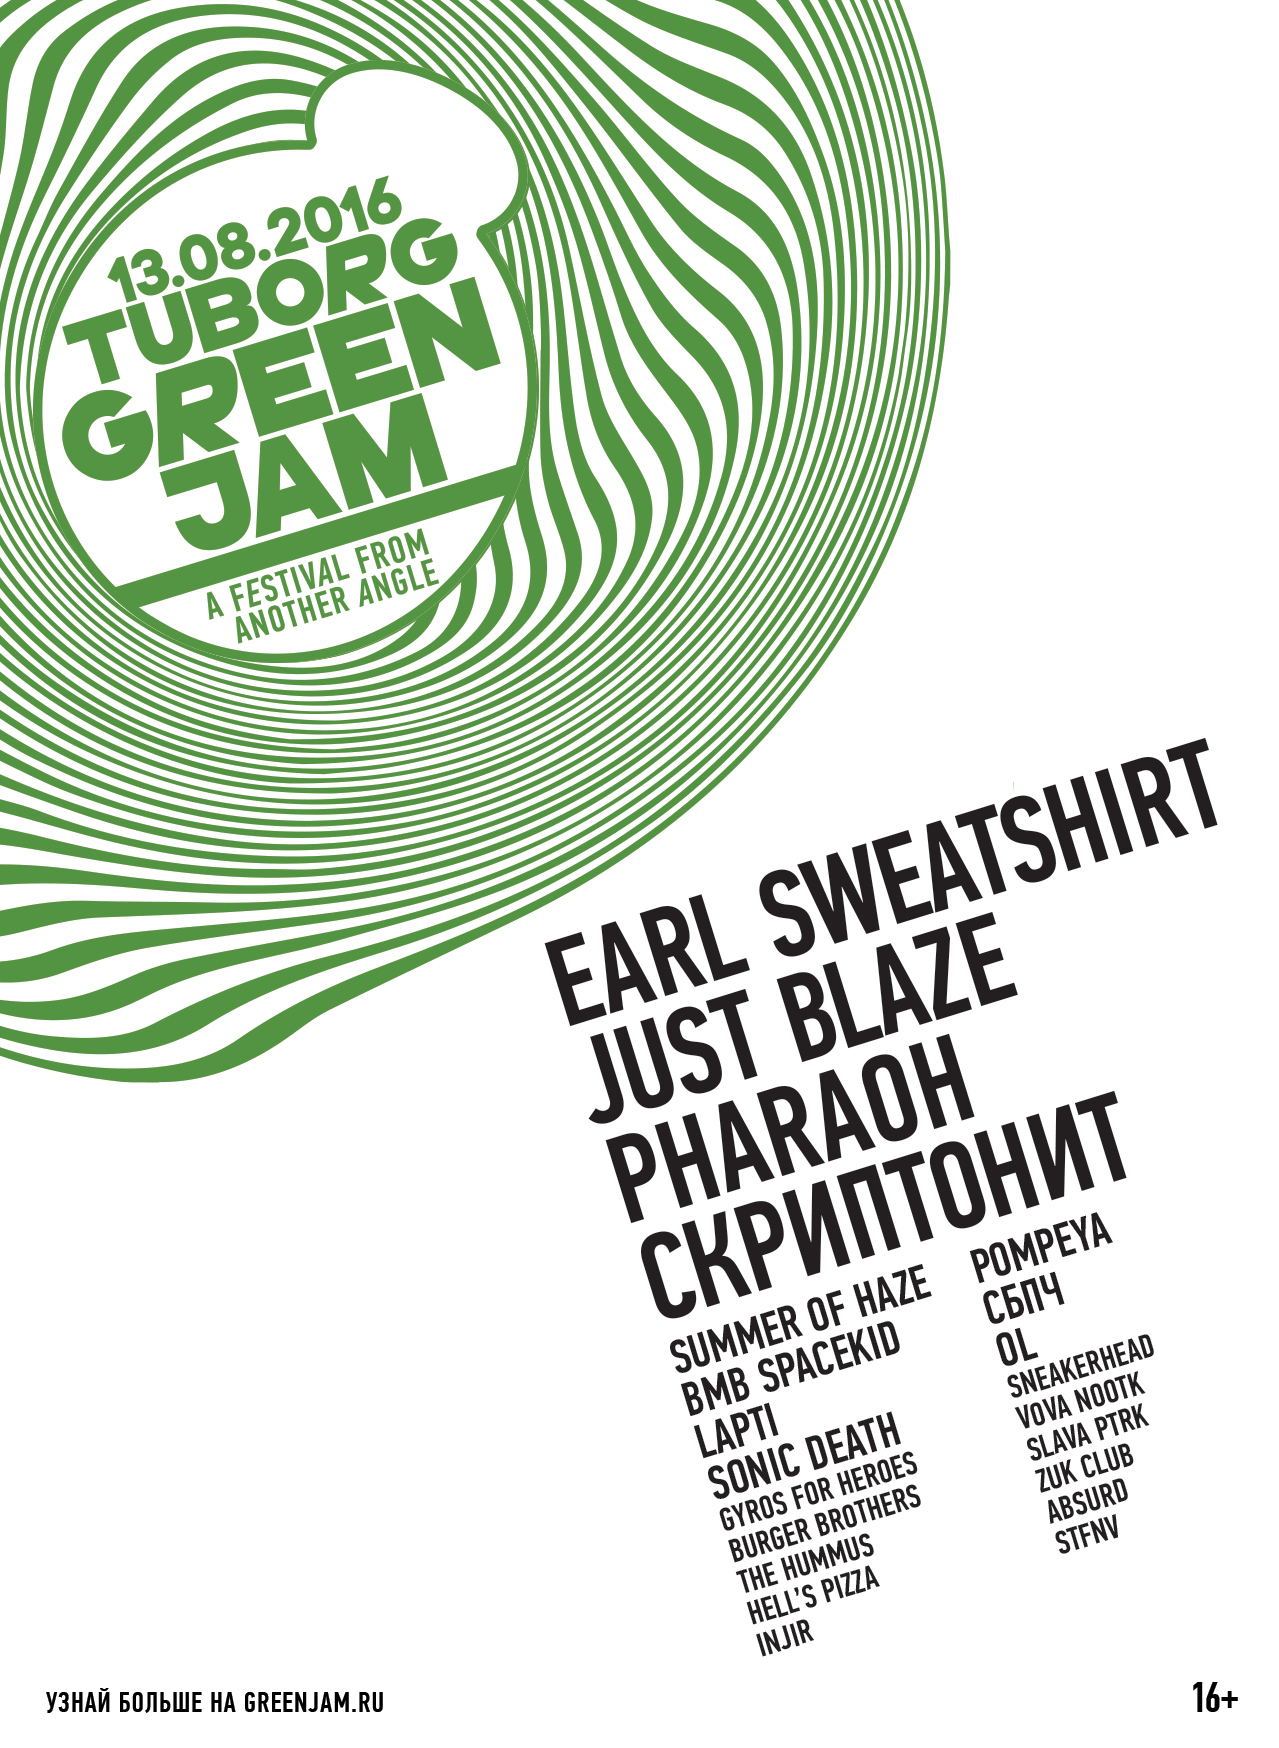 13.08.2016
TUBORG
GREEN
JAM
A FESTIVAL FROM
ANOTHER ANGLE
EARL SWEATSHIRT
JUST BLAZE
PHARAOH
СКРИПТОНИТ
SUMMER OF HAZE
BMB SPACEKID
LAPTI
SONIC DEATH
GYROS FOR HEROES
BURGER BROTHERS
THE HUMMUS
HELL'S PIZZA
INJIR
POMPEYA
СБПЧ
OL
SNEAKERHEAD
VOVA NOOTK
SLAVA PTRK
ZUK CLUB
ABSURD
STFNV
УЗНАЙ БОЛЬШЕ НА GREENJAM.RU
16+